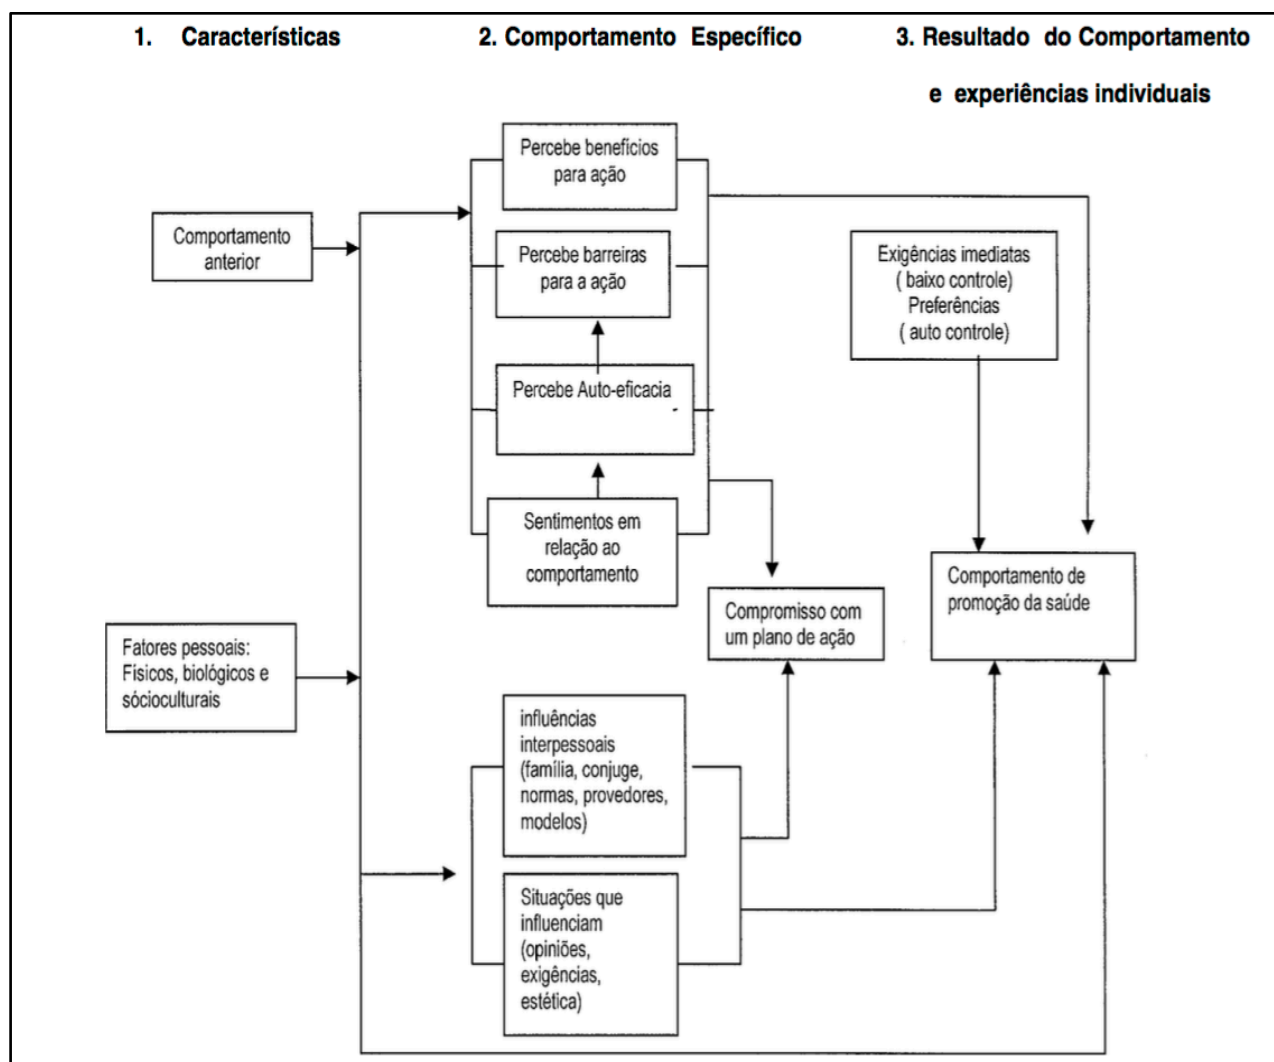 1. Características
2. Comportamento Específico
3. Resultado do Comportamento
e experiências individuais
Comportamento
anterior
Fatores pessoais:
Físicos, biológicos e
sócioculturais
Percebe benefícios
para ação
Percebe barreiras
para a ação
Percebe Auto-eficacia
Sentimentos em
relação ao
comportamento
influências
interpessoais
(família, conjuge,
normas, provedores,
modelos)
Situações que
influenciam
(opiniões,
exigências,
estética)
Compromisso com
um plano de ação
Exigências imediatas
( baixo controle)
Preferências
( auto controle)
Comportamento de
promoção da saúde